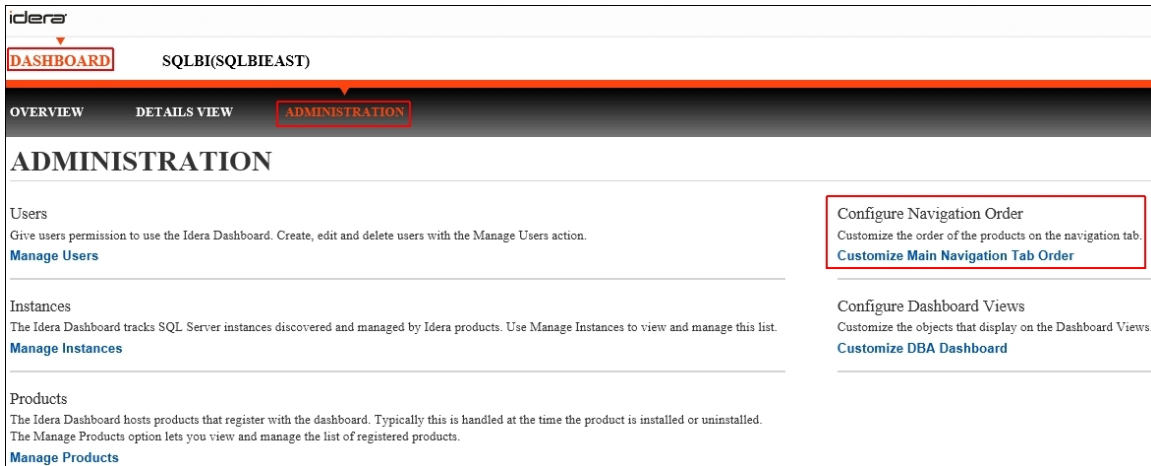 idera
DASHBOARD SQLBI(SQLBIEAST)
OVERVIEW DETAILS VIEW ADMINISTRATION
ADMINISTRATION
Users
Give users permission to use the Idera Dashboard. Create, edit and delete users with the Manage Users action.
Manage Users
Instances
The Idera Dashboard tracks SQL Server instances discovered and managed by Idera products. Use Manage Instances to view and manage this list.
Manage Instances
Products
The Idera Dashboard hosts products that register with the dashboard. Typically this is handled at the time the product is installed or uninstalled.
The Manage Products option lets you view and manage the list of registered products.
Manage Products
Configure Navigation Order
Customize the order of the products on the navigation tab.
Customize Main Navigation Tab Order
Configure Dashboard Views
Customize the objects that display on the Dashboard Views.
Customize DBA Dashboard